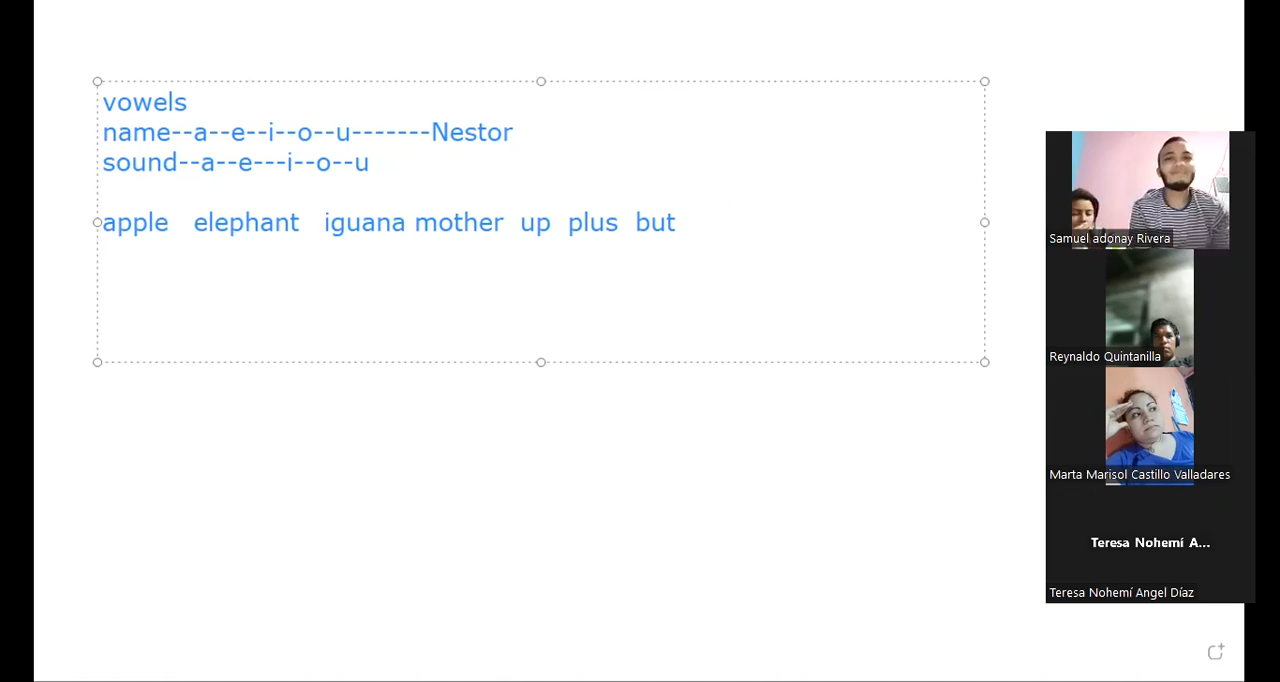 vowels
name--a--e--i--o--u-------Nestor
sound--a--e---i--o--u
apple elephant iguana mother up plus but
Samuel adonay Rivera
Reynaldo Quintanilla
Marta Marisol Castillo Valladares
Teresa Nohemí A...
Teresa Nohemí Angel Díaz